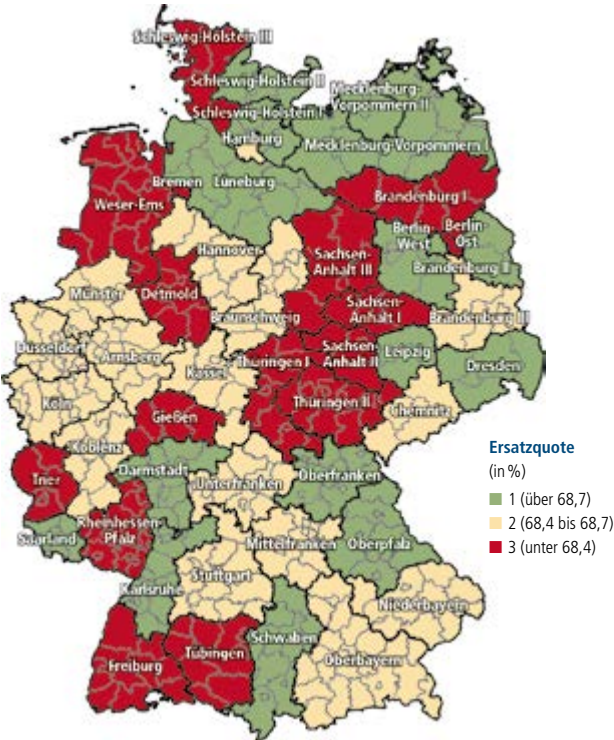 Schleswig-Holstein III
Schleswig-Holstein II
Mecklenburg-
Vorpommern II
Schleswig-Holstein I
Hamburg
Mecklenburg-Vorpommern I
Bremen
Lüneburg
Weser-Ems
Brandenburg I
Berlin-
West
Berlin-
Ost
Hannover
Sachsen-
Anhalt III
Brandenburg II
Münster
Detmold
Braunschweig
Sachsen-
Anhalt I
Brandenburg III
Düsseldorf
Arnsberg
Kassel
Thüringen I
Sachsen-
Anhalt II
Leipzig
Dresden
Köln
Gießen
Thüringen II
Chemnitz
Koblenz
Darmstadt
Trier
Unterfranken
Oberfranken
Rheinhessen-
Pfalz
Saarland
Mittelfranken
Oberpfalz
Karlsruhe
Stuttgart
Niederbayern
Schwaben
Freiburg
Tübingen
Oberbayern
Ersatzquote
(in %)
1 (über 68,7)
2 (68,4 bis 68,7)
3 (unter 68,4)